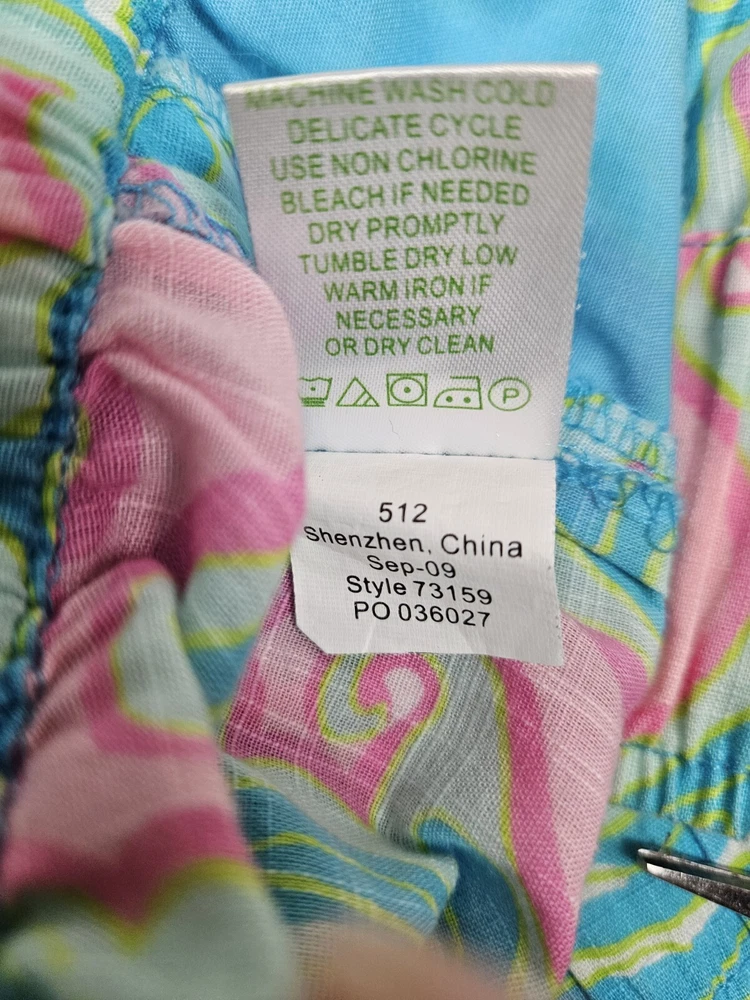 MACHINE WASH COLD
DELICATE CYCLE
USE NON CHLORINE
BLEACH IF NEEDED
DRY PROMPTLY
TUMBLE DRY LOW
WARM IRON IF
NECESSARY
OR DRY CLEAN
P
512
Shenzhen, China
Sep-09
Style 73159
PO 036027